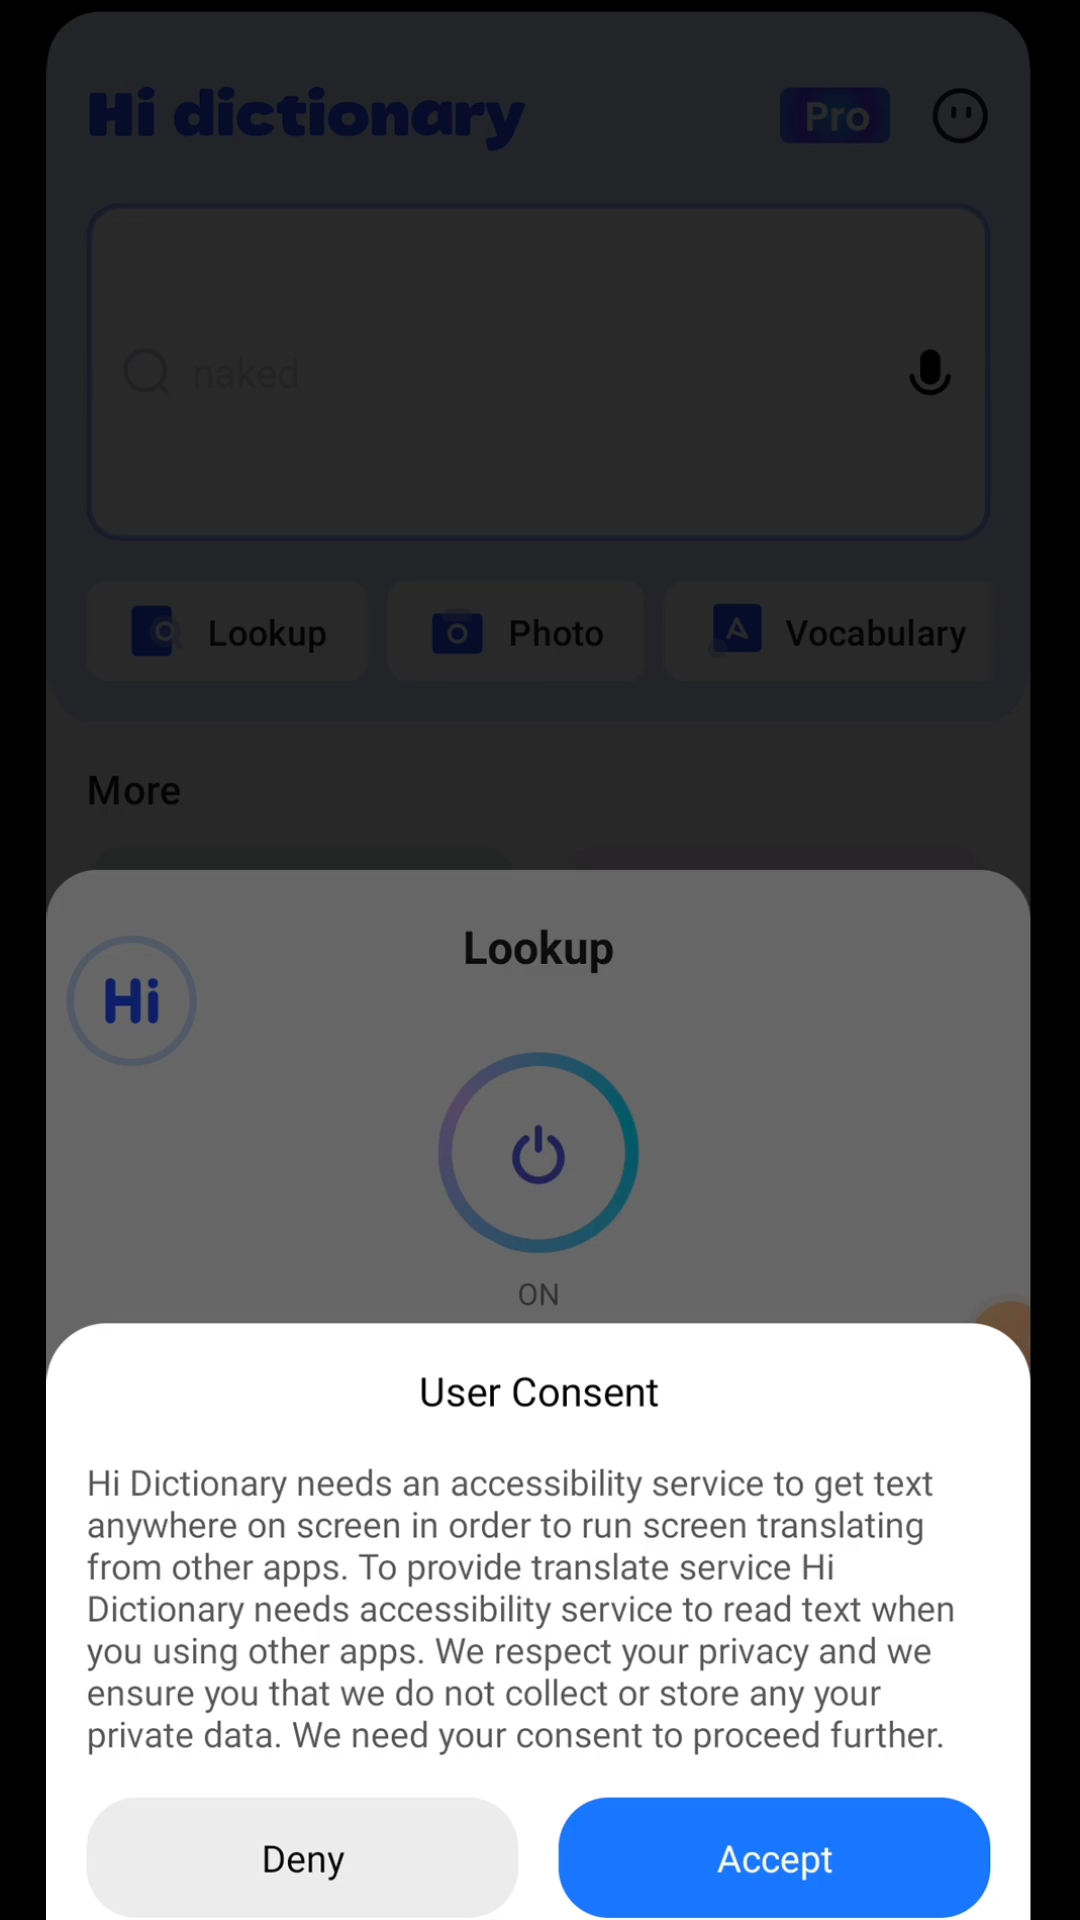 Hi dictionary
Pro
naked
Lookup
Photo
Vocabulary
More
Lookup
Hi
ON
User Consent
Hi Dictionary needs an accessibility service to get text
anywhere on screen in order to run screen translating
from other apps. To provide translate service Hi
Dictionary needs accessibility service to read text when
you using other apps. We respect your privacy and we
ensure you that we do not collect or store any your
private data. We need your consent to proceed further.
Deny
Accept